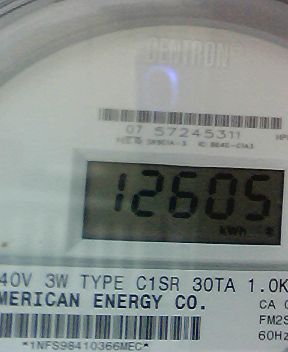 CENTRON®
07 57245311
12605
kWh
40V 3W TYPE C1SR 30TA 1.0K
MERICAN ENERGY CO.
CA
FM2S
60Hz
*1NFS98410366MEC*